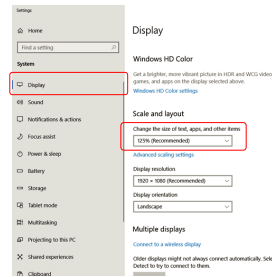 Settings
Home
Find a setting
System
Display
Sound
Notifications & actions
Focus assist
Power & sleep
Battery
Storage
Tablet mode
Multitasking
Projecting to this PC
Shared experiences
Clipboard
Display
Windows HD Color
Get a brighter, more vibrant picture in HDR and WCG video
games, and apps on the display selected above.
Windows HD Color settings
Scale and layout
Change the size of text, apps, and other items
125% (Recommended)
Advanced scaling settings
Display resolution
1920 × 1080 (Recommended)
Display orientation
Landscape
Multiple displays
Connect to a wireless display
Older displays might not always connect automatically. Sele
Detect to try to connect to them.